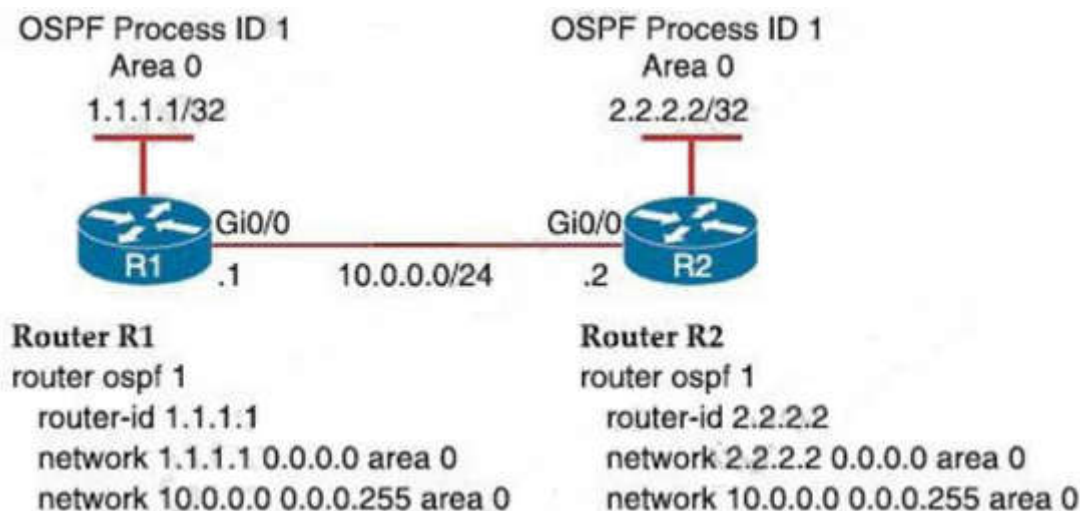 OSPF Process ID 1
Area 0
1.1.1.1/32
OSPF Process ID 1
Area 0
2.2.2.2/32
Gi0/0
Gi0/0
R1
.1
10.0.0.0/24
.2
R2
Router R1
router ospf 1
router-id 1.1.1.1
network 1.1.1.1 0.0.0.0 area 0
network 10.0.0.0 0.0.0.255 area 0
Router R2
router ospf 1
router-id 2.2.2.2
network 2.2.2.2 0.0.0.0 area 0
network 10.0.0.0 0.0.0.255 area 0